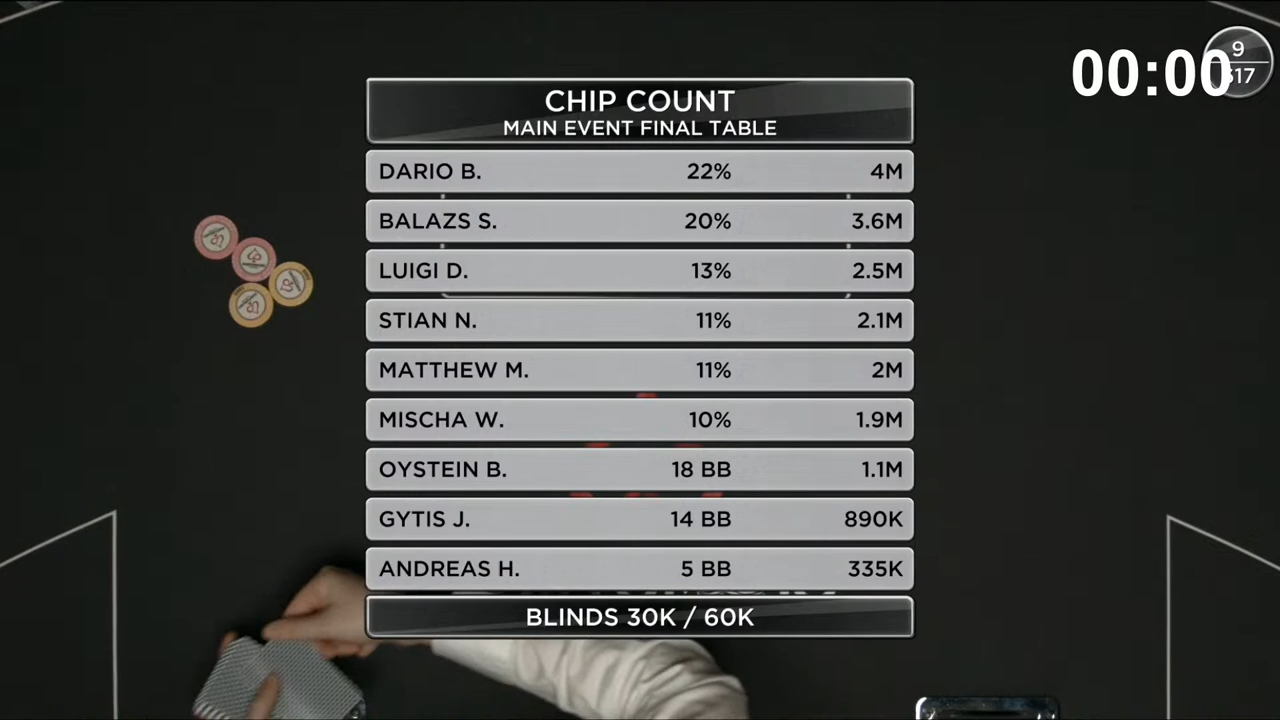 9
00:00
17
CHIP COUNT
MAIN EVENT FINAL TABLE
DARIO B. 22% 4M
BALAZS S. 20% 3.6M
LUIGI D. 13% 2.5M
STIAN N. 11% 2.1M
MATTHEW M. 11% 2M
MISCHA W. 10% 1.9M
OYSTEIN B. 18 BB 1.1M
GYTIS J. 14 BB 890K
ANDREAS H. 5 BB 335K
BLINDS 30K / 60K